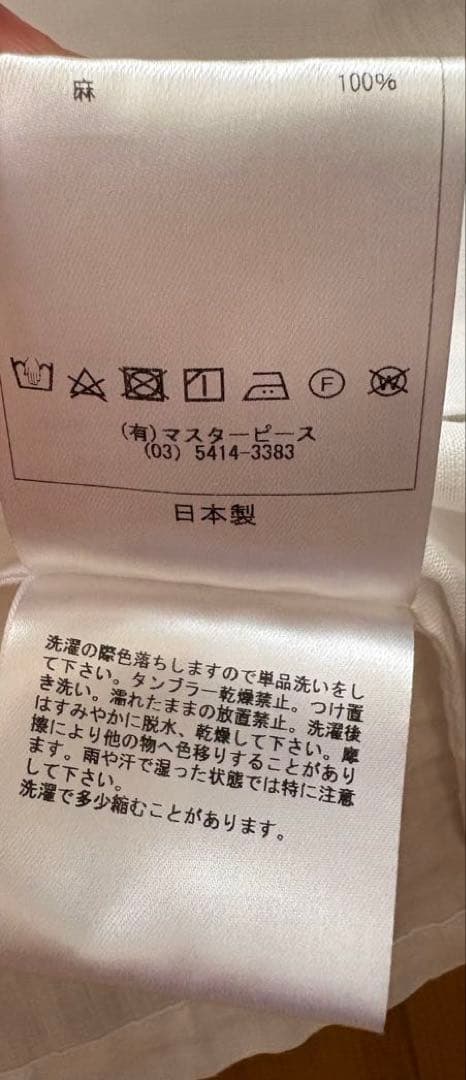 麻 100%
F W
(有)マスターピース
(03) 5414-3383
日本製
洗濯の際色落ちしますので単品洗いをし
て下さい。タンブラー乾燥禁止。つけ置
き洗い。濡れたままの放置禁止。洗濯後
はすみやかに脱水、乾燥して下さい。摩
擦により他の物へ色移りすることがあり
ます。雨や汗で湿った状態では特に注意
して下さい。
洗濯で多少縮むことがあります。